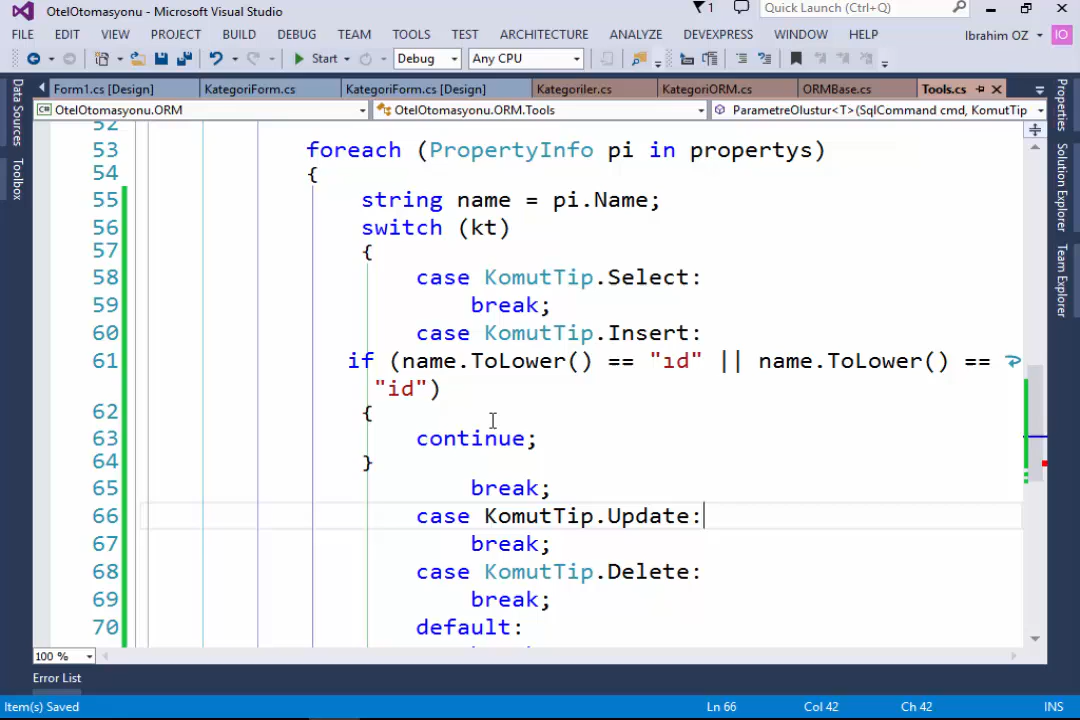 OtelOtomasyonu - Microsoft Visual Studio
1
Quick Launch (Ctrl+Q)
FILE EDIT VIEW PROJECT BUILD DEBUG TEAM TOOLS TEST ARCHITECTURE ANALYZE DEVEXPRESS WINDOW HELP
Ibrahim OZ
IO
Start
Debug
Any CPU
Form1.cs [Design]
KategoriForm.cs
KategoriForm.cs [Design]
Kategoriler.cs
KategoriORM.cs
ORMBase.cs
Tools.cs
OtelOtomasyonu.ORM
OtelOtomasyonu.ORM.Tools
ParametreOlustur<T>(SqlCommand cmd, KomutTip
Data Sources
Toolbox
Properties
Solution Explorer
Team Explorer
52
53 foreach (PropertyInfo pi in propertys)
54 {
55 string name = pi.Name;
56 switch (kt)
57 {
58 case KomutTip.Select:
59 break;
60 case KomutTip.Insert:
61 if (name.ToLower() == "ıd" || name.ToLower() ==
"id")
62 {
63 continue;
64 }
65 break;
66 case KomutTip.Update:
67 break;
68 case KomutTip.Delete:
69 break;
70 default:
100 %
Error List
Item(s) Saved
Ln 66
Col 42
Ch 42
INS